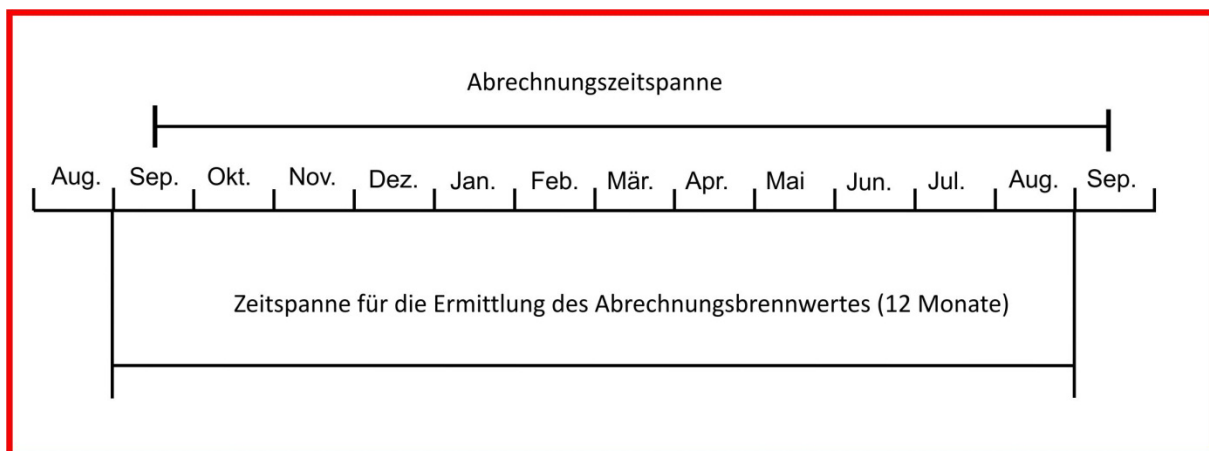 Abrechnungszeitspanne
Aug. Sep. Okt. Nov. Dez. Jan. Feb. Mär. Apr. Mai Jun. Jul. Aug. Sep.
Zeitspanne für die Ermittlung des Abrechnungsbrennwertes (12 Monate)